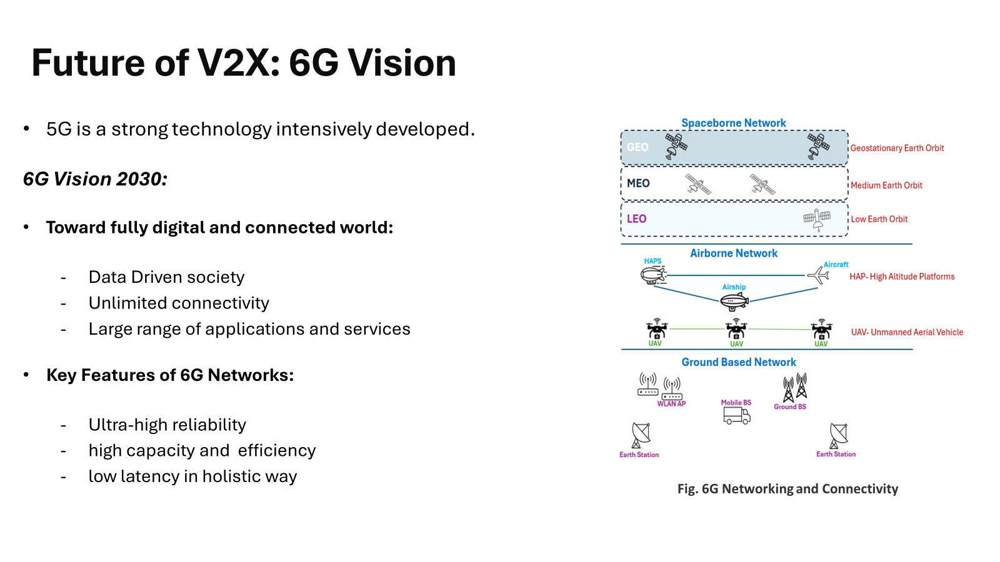 Future of V2X: 6G Vision
• 5G is a strong technology intensively developed.
6G Vision 2030:
• Toward fully digital and connected world:
- Data Driven society
- Unlimited connectivity
- Large range of applications and services
• Key Features of 6G Networks:
- Ultra-high reliability
- high capacity and  efficiency
- low latency in holistic way
Spaceborne Network
GEO
Geostationary Earth Orbit
MEO
Medium Earth Orbit
LEO
Low Earth Orbit
Airborne Network
HAPS
Aircraft
HAP- High Altitude Platforms
Airship
UAV
UAV
UAV
UAV- Unmanned Aerial Vehicle
Ground Based Network
WLAN AP
Mobile BS
Ground BS
Earth Station
Earth Station
Fig. 6G Networking and Connectivity